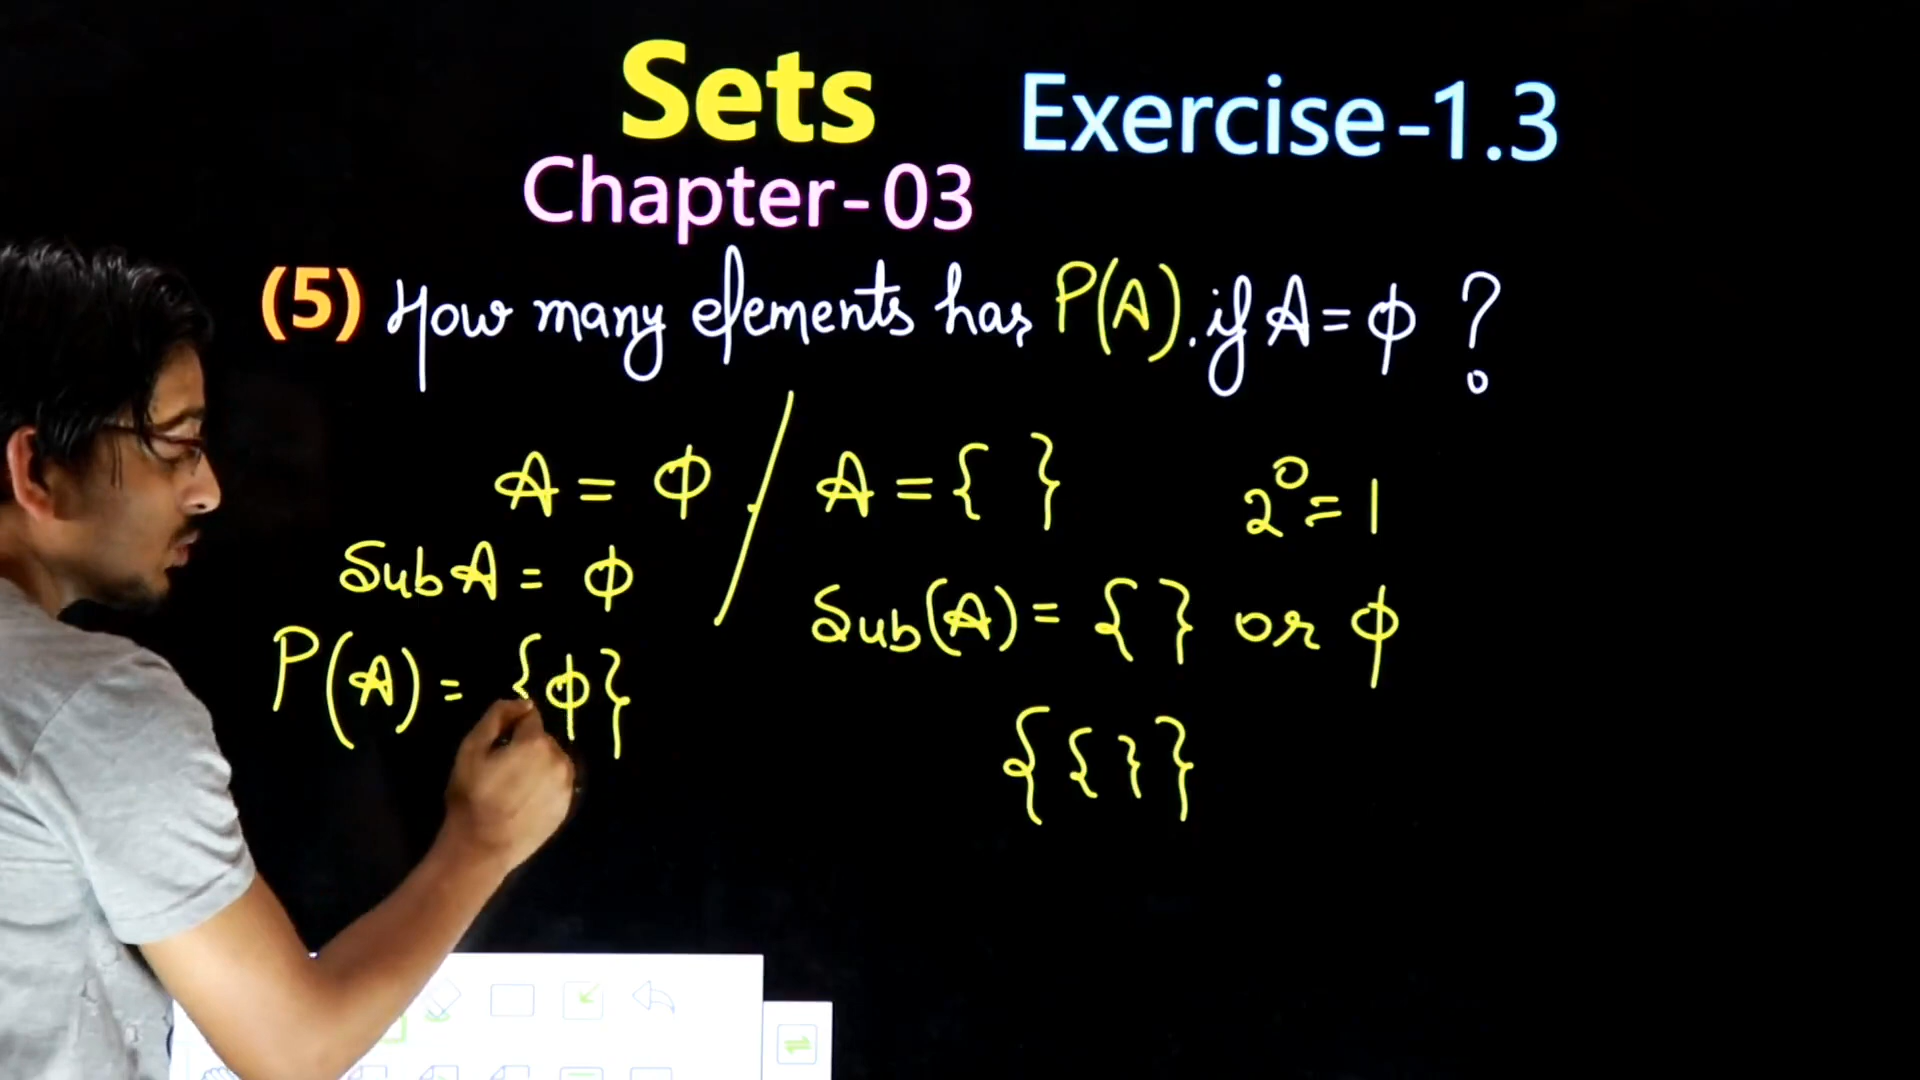 Sets Exercise-1.3
Chapter-03
(5) How many elements has P(A). if A = ϕ ?
A = ϕ / A = { } 2⁰ = 1
Sub A = ϕ
Sub(A) = { } or ϕ
P(A) = {ϕ}
{ { } }